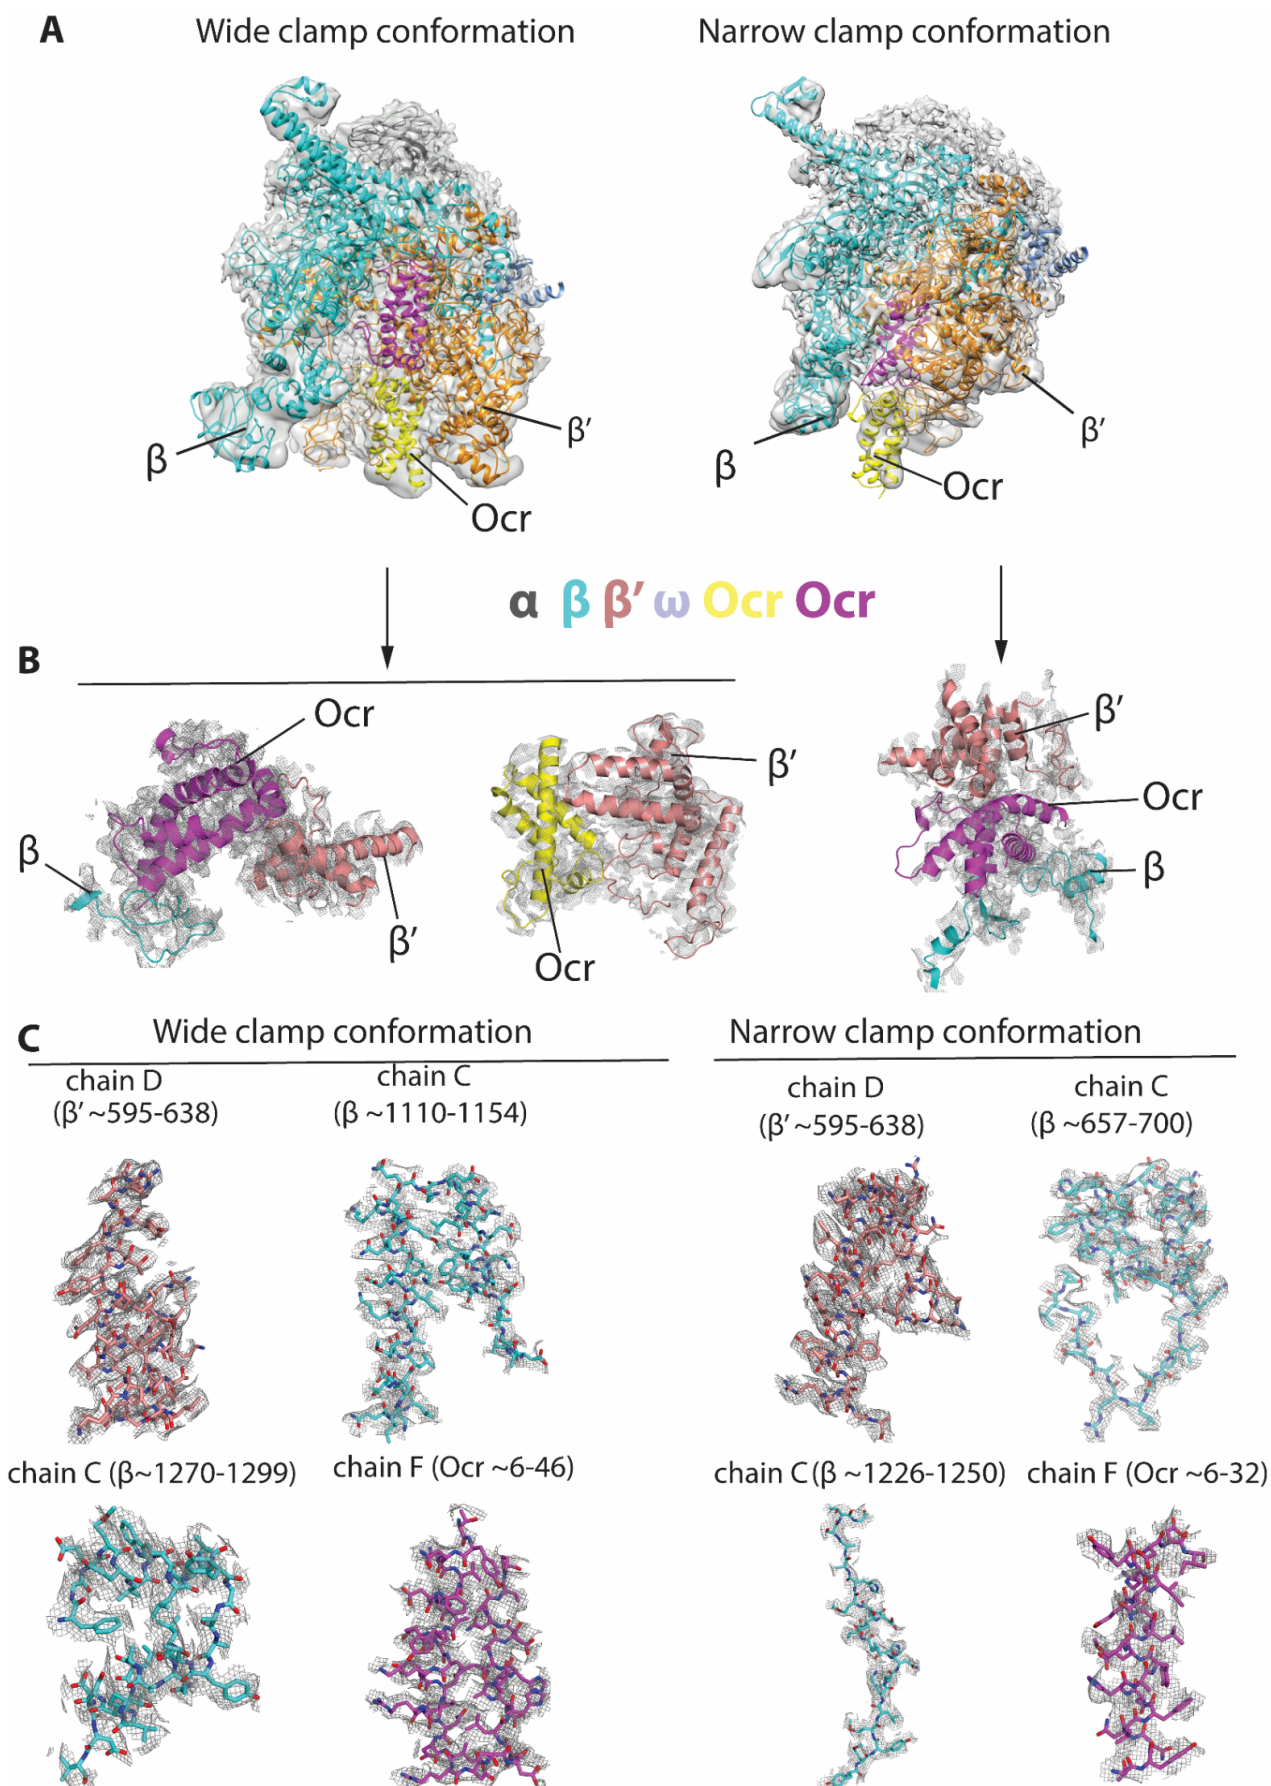 A
Wide clamp conformation
Narrow clamp conformation
β
β′
Ocr
β
β′
Ocr
α β β′ ω Ocr Ocr
B
Ocr
β
β′
β′
Ocr
β′
Ocr
β
C
Wide clamp conformation
Narrow clamp conformation
chain D
(β′ ~595-638)
chain C
(β ~1110-1154)
chain D
(β′ ~595-638)
chain C
(β ~657-700)
chain C (β~1270-1299)
chain F (Ocr ~6-46)
chain C (β ~1226-1250)
chain F (Ocr ~6-32)